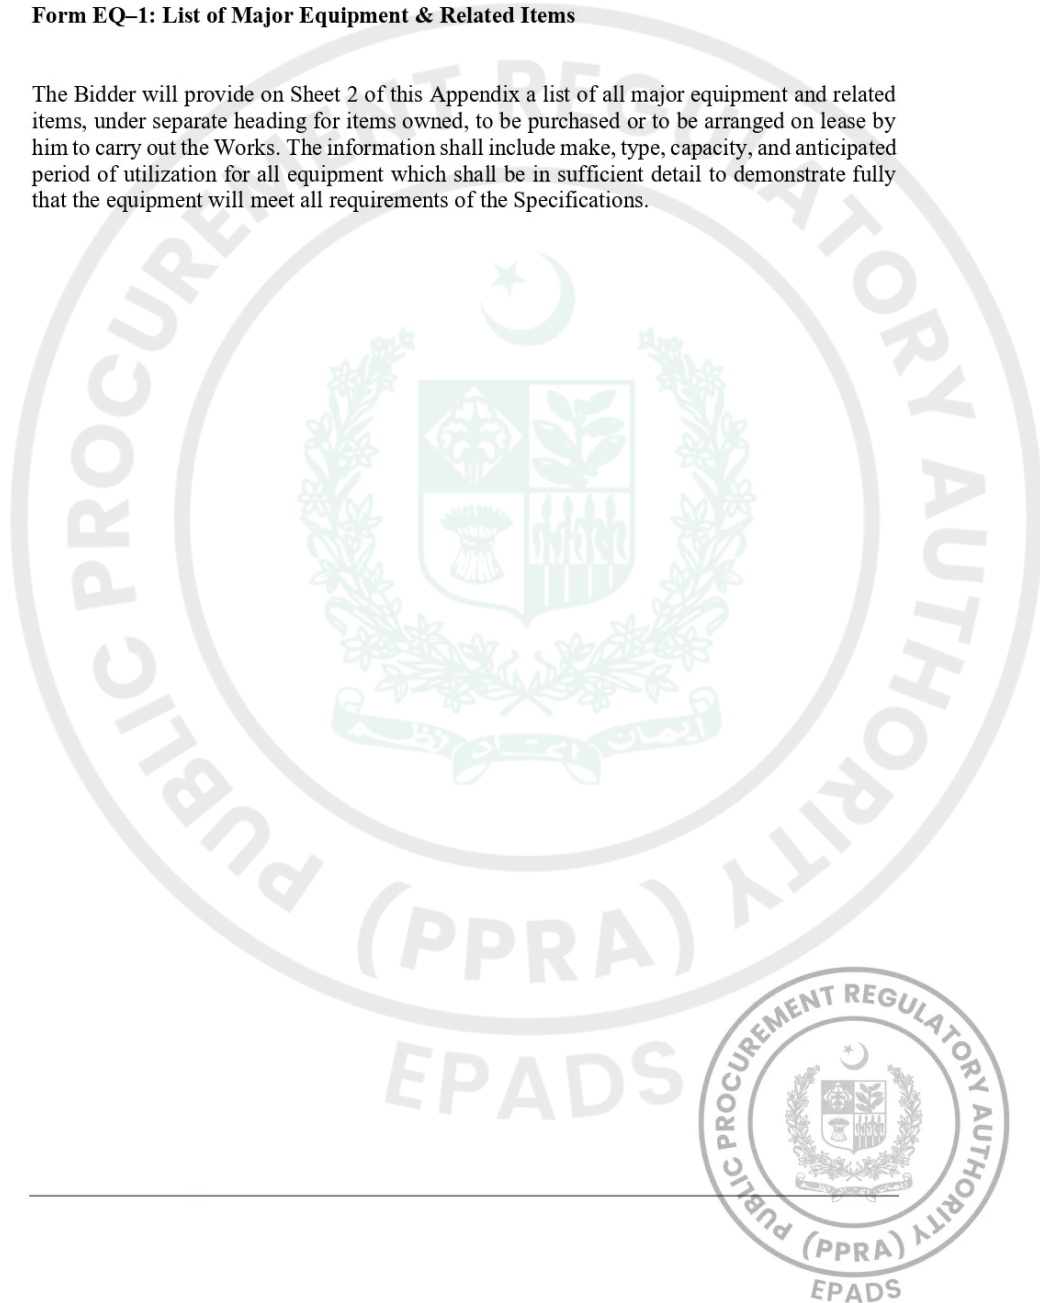 Form EQ–1: List of Major Equipment & Related Items
The Bidder will provide on Sheet 2 of this Appendix a list of all major equipment and related
items, under separate heading for items owned, to be purchased or to be arranged on lease by
him to carry out the Works. The information shall include make, type, capacity, and anticipated
period of utilization for all equipment which shall be in sufficient detail to demonstrate fully
that the equipment will meet all requirements of the Specifications.
PUBLIC PROCUREMENT REGULATORY AUTHORITY
(PPRA)
EPADS
PUBLIC PROCUREMENT REGULATORY AUTHORITY
(PPRA)
EPADS